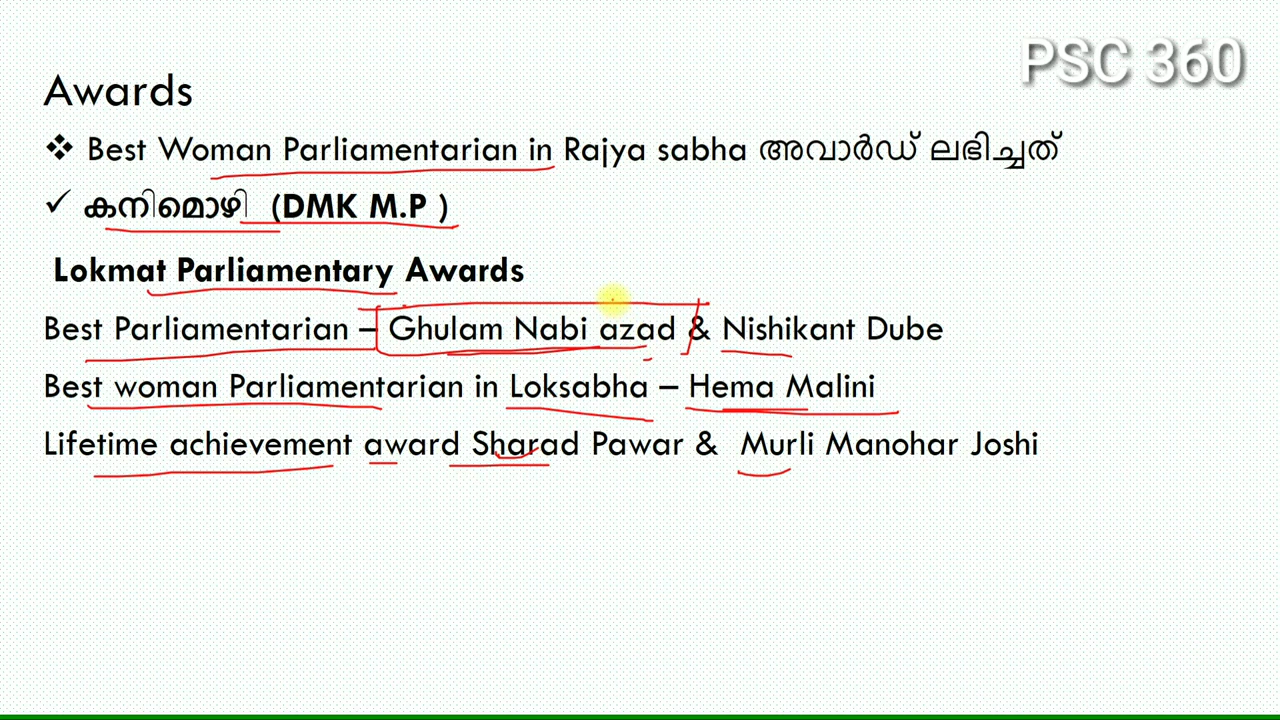 PSC 360
Awards
❖ Best Woman Parliamentarian in Rajya sabha അവാർഡ് ലഭിച്ചത്
✓ കനിമൊഴി (DMK M.P )
Lokmat Parliamentary Awards
Best Parliamentarian – Ghulam Nabi azad & Nishikant Dube
Best woman Parliamentarian in Loksabha – Hema Malini
Lifetime achievement award Sharad Pawar & Murli Manohar Joshi